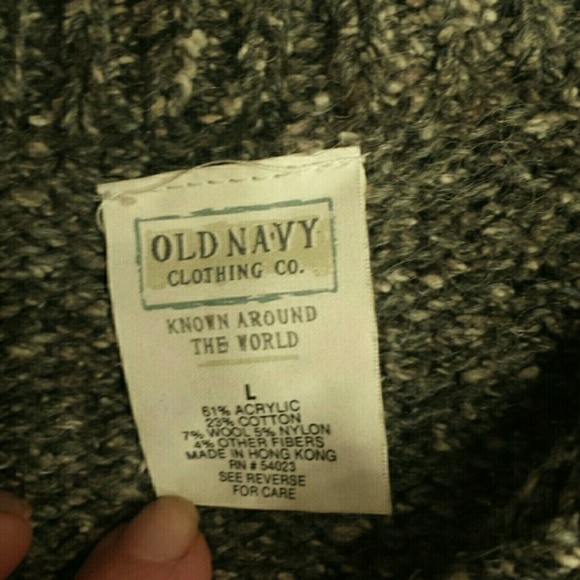 OLD NAVY
CLOTHING CO.
KNOWN AROUND
THE WORLD
L
61% ACRYLIC
23% COTTON
7% WOOL 5% NYLON
4% OTHER FIBERS
MADE IN HONG KONG
RN # 54023
SEE REVERSE
FOR CARE